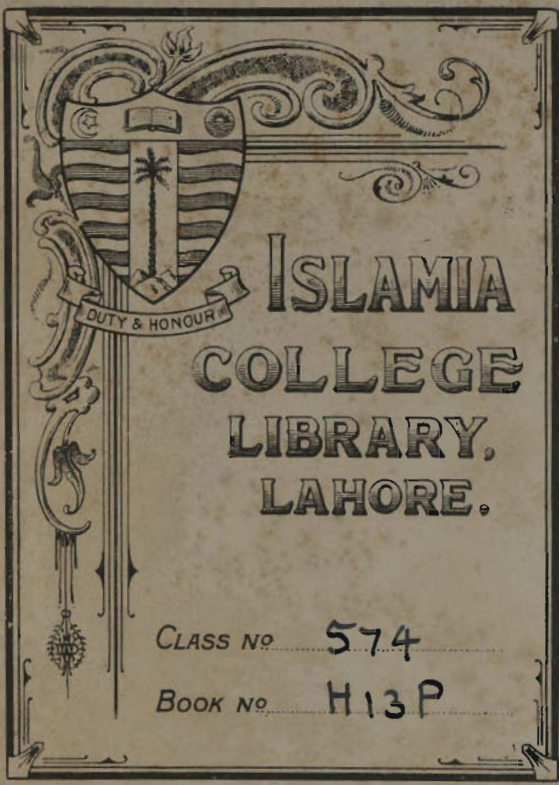 DUTY & HONOUR
ISLAMIA
COLLEGE
LIBRARY,
LAHORE.
CLASS No 574
BOOK No H13P